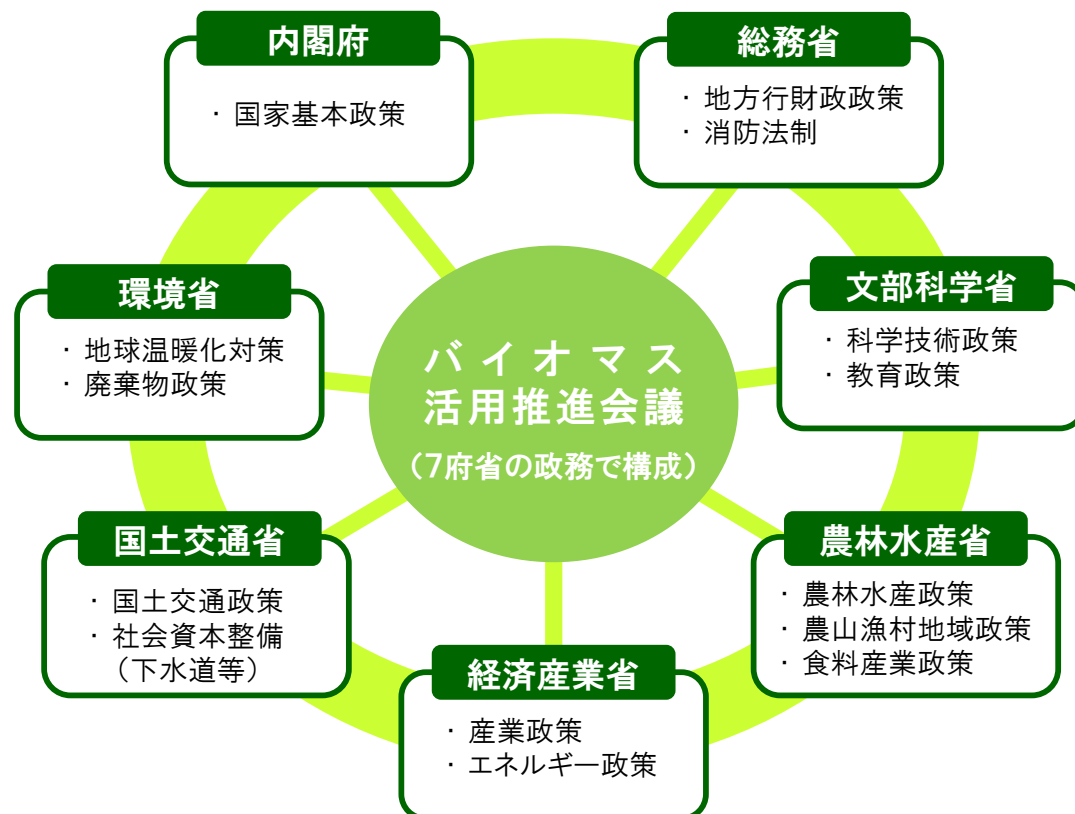 内閣府
· 国家基本政策
総務省
· 地方行財政政策
· 消防法制
環境省
· 地球温暖化対策
· 廃棄物政策
文部科学省
· 科学技術政策
· 教育政策
バイオマス
活用推進会議
（7府省の政務で構成）
国土交通省
· 国土交通政策
· 社会資本整備
（下水道等）
農林水産省
· 農林水産政策
· 農山漁村地域政策
· 食料産業政策
経済産業省
· 産業政策
· エネルギー政策